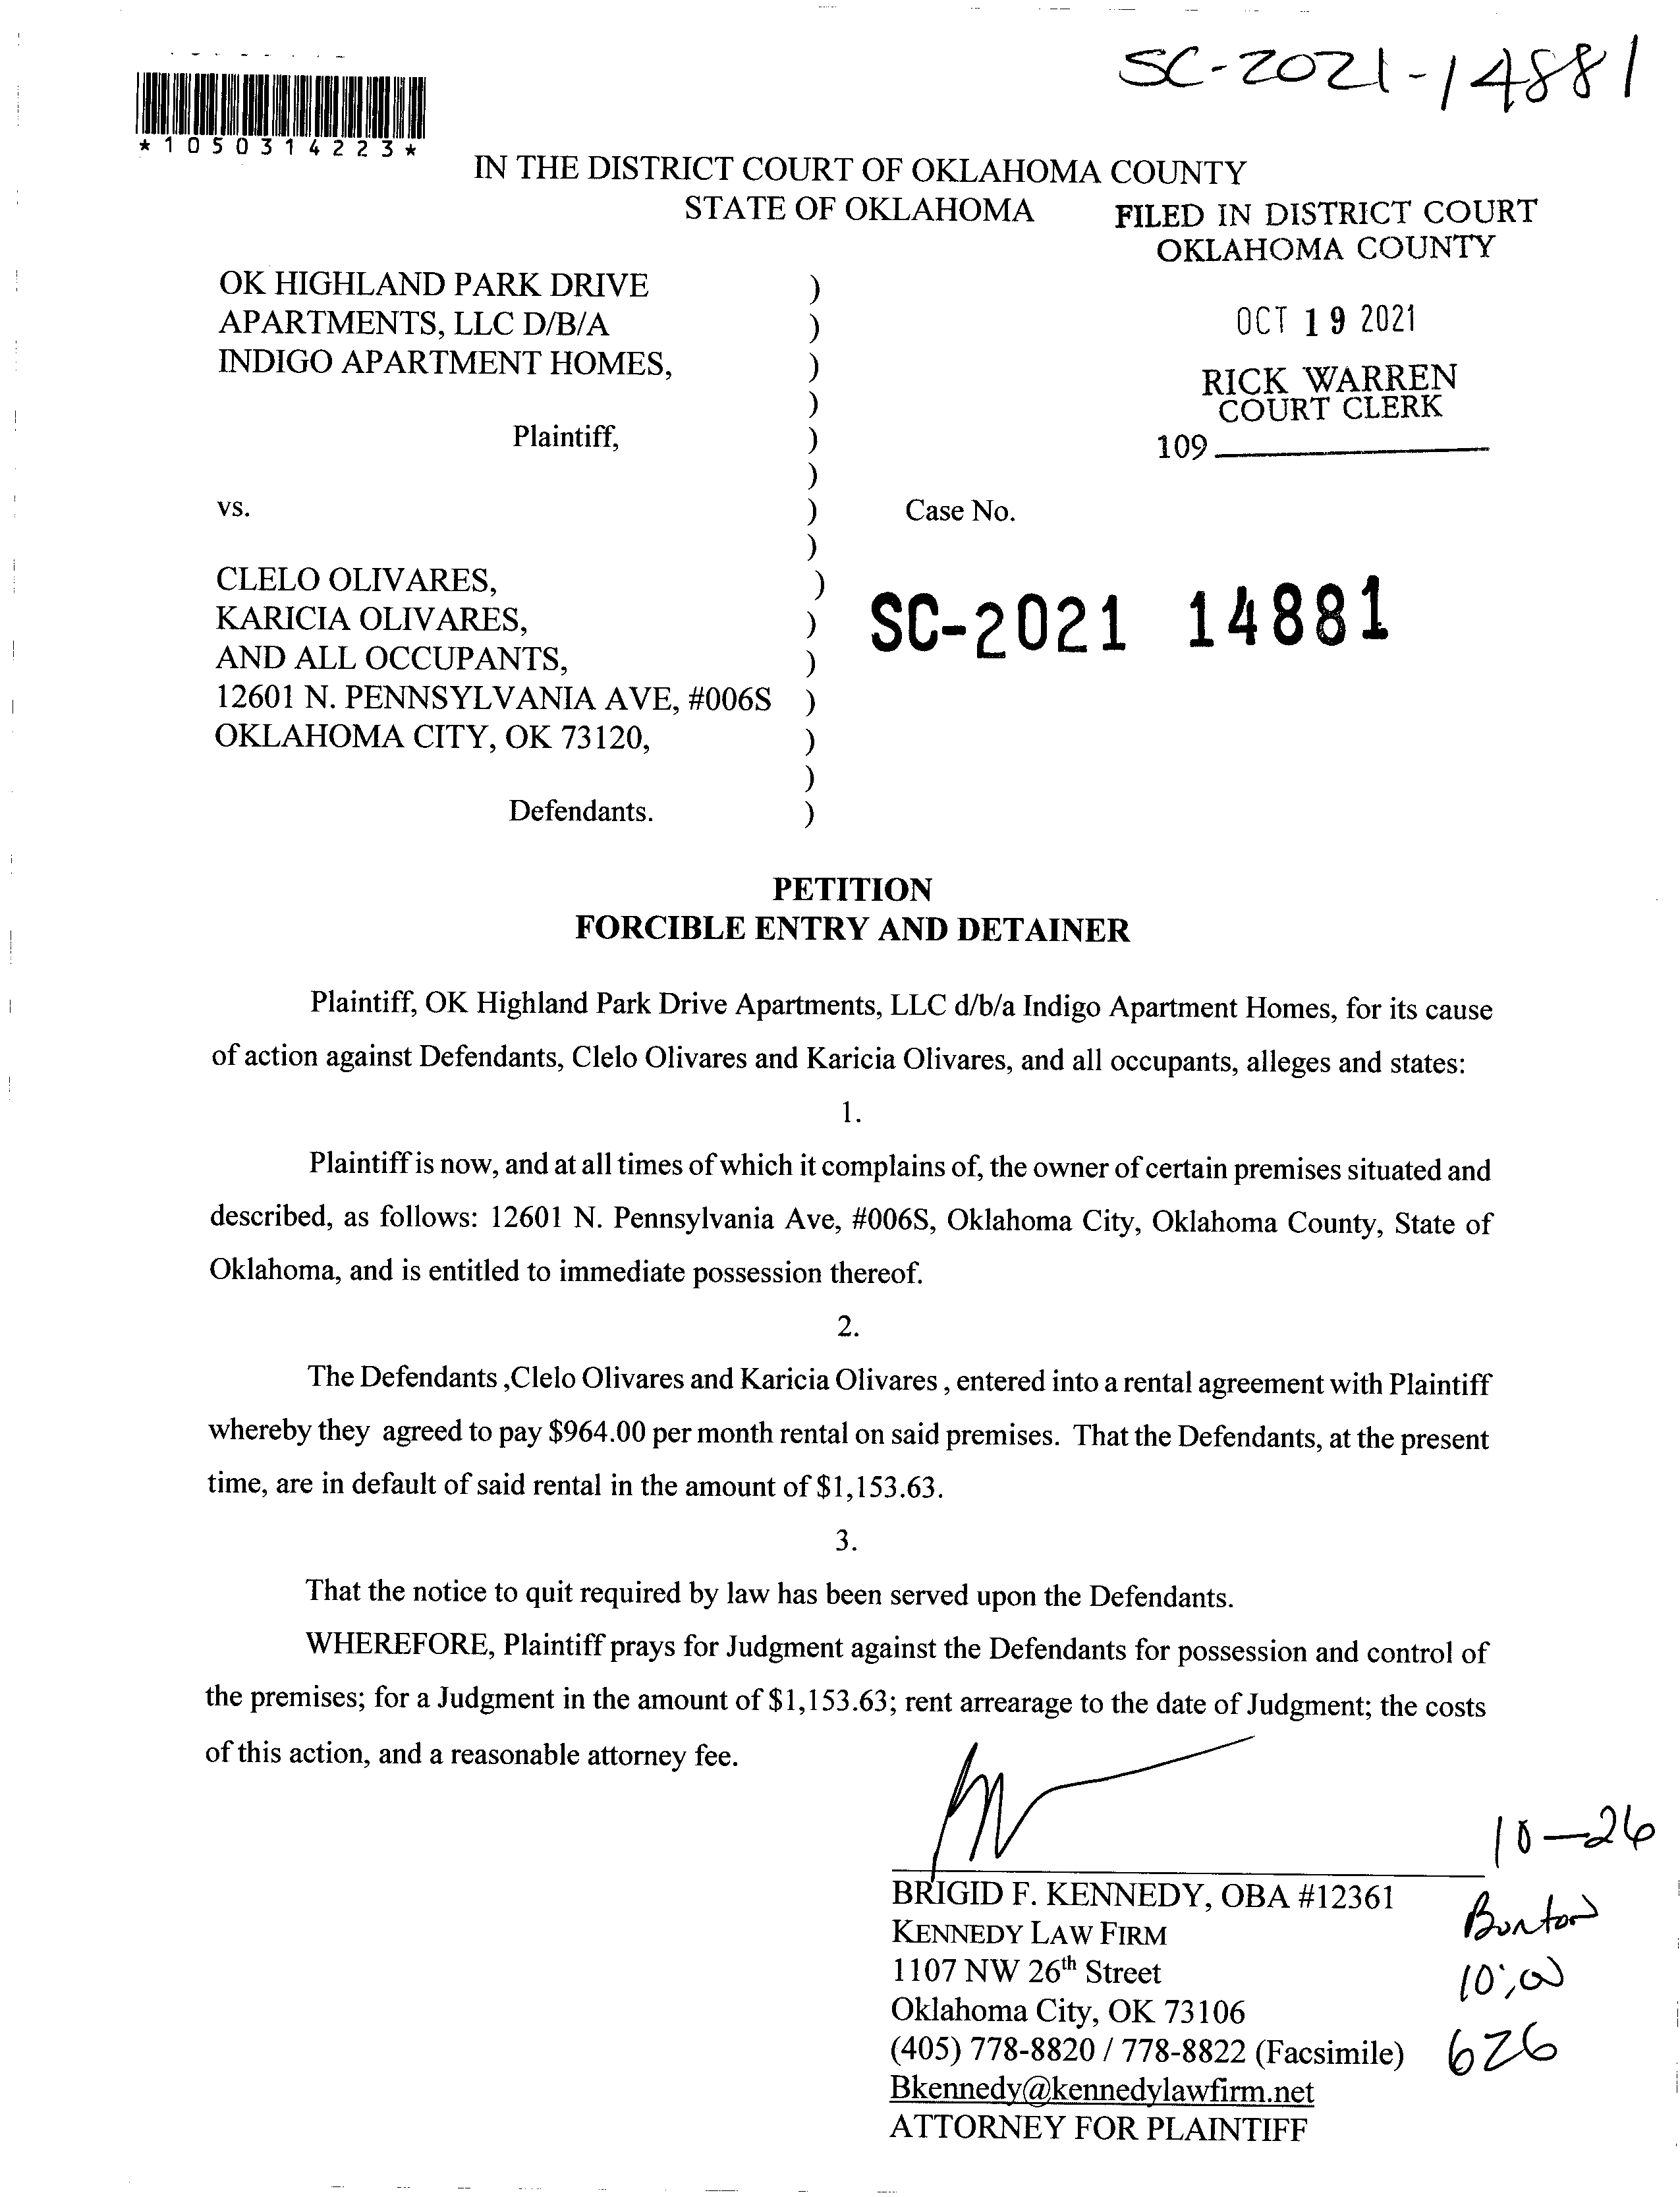 SC-2021-14881
*1050314223*
IN THE DISTRICT COURT OF OKLAHOMA COUNTY
STATE OF OKLAHOMA
FILED IN DISTRICT COURT
OKLAHOMA COUNTY
OCT 19 2021
RICK WARREN
COURT CLERK
109
OK HIGHLAND PARK DRIVE )
APARTMENTS, LLC D/B/A )
INDIGO APARTMENT HOMES, )
)
Plaintiff, )
)
vs. ) Case No.
)
CLELO OLIVARES, )
KARICIA OLIVARES, ) SC-2021 14881
AND ALL OCCUPANTS, )
12601 N. PENNSYLVANIA AVE, #006S )
OKLAHOMA CITY, OK 73120, )
)
Defendants. )
PETITION
FORCIBLE ENTRY AND DETAINER
Plaintiff, OK Highland Park Drive Apartments, LLC d/b/a Indigo Apartment Homes, for its cause
of action against Defendants, Clelo Olivares and Karicia Olivares, and all occupants, alleges and states:
1.
Plaintiff is now, and at all times of which it complains of, the owner of certain premises situated and
described, as follows: 12601 N. Pennsylvania Ave, #006S, Oklahoma City, Oklahoma County, State of
Oklahoma, and is entitled to immediate possession thereof.
2.
The Defendants ,Clelo Olivares and Karicia Olivares , entered into a rental agreement with Plaintiff
whereby they agreed to pay $964.00 per month rental on said premises. That the Defendants, at the present
time, are in default of said rental in the amount of $1,153.63.
3.
That the notice to quit required by law has been served upon the Defendants.
WHEREFORE, Plaintiff prays for Judgment against the Defendants for possession and control of
the premises; for a Judgment in the amount of $1,153.63; rent arrearage to the date of Judgment; the costs
of this action, and a reasonable attorney fee.
BRIGID F. KENNEDY, OBA #12361
KENNEDY LAW FIRM
1107 NW 26th Street
Oklahoma City, OK 73106
(405) 778-8820 / 778-8822 (Facsimile)
Bkennedy@kennedylawfirm.net
ATTORNEY FOR PLAINTIFF
10-26
Burton
10:00
626